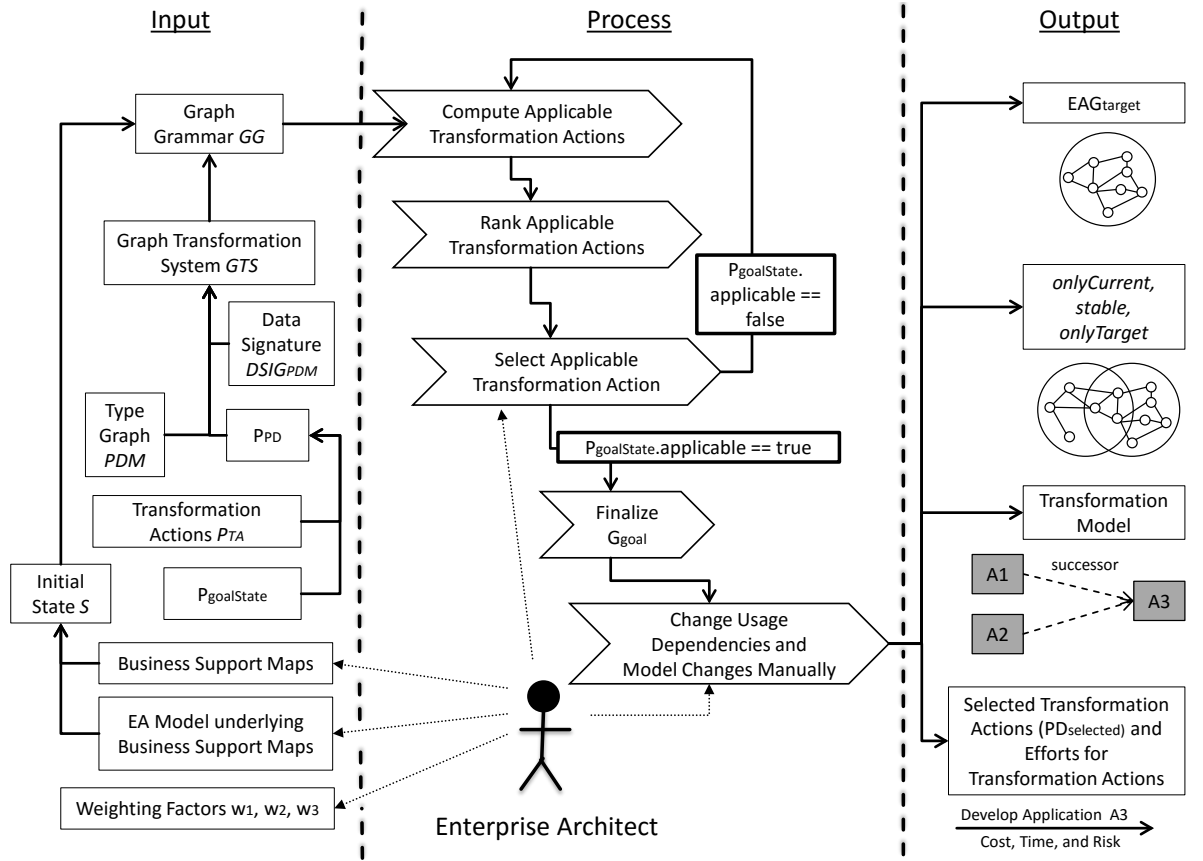 Input
Process
Output
Graph
Grammar GG
Graph Transformation
System GTS
Data
Signature
DSIGPDM
Type
Graph
PDM
PPD
Transformation
Actions PTA
PgoalState
Initial
State S
Business Support Maps
EA Model underlying
Business Support Maps
Weighting Factors w1, w2, w3
Compute Applicable
Transformation Actions
Rank Applicable
Transformation Actions
PgoalState.
applicable ==
false
Select Applicable
Transformation Action
PgoalState.applicable == true
Finalize
Ggoal
Change Usage
Dependencies and
Model Changes Manually
Enterprise Architect
EAGtarget
onlyCurrent,
stable,
onlyTarget
Transformation
Model
A1
successor
A3
A2
Selected Transformation
Actions (PDselected) and
Efforts for
Transformation Actions
Develop Application A3
Cost, Time, and Risk